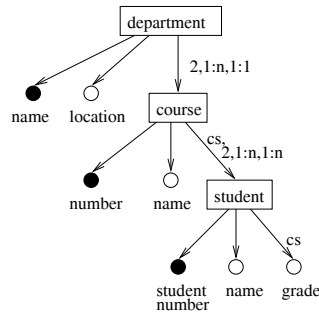 department
2,1:n,1:1
name
location
course
cs,
2,1:n,1:n
number
name
student
cs
student
number
name
grade